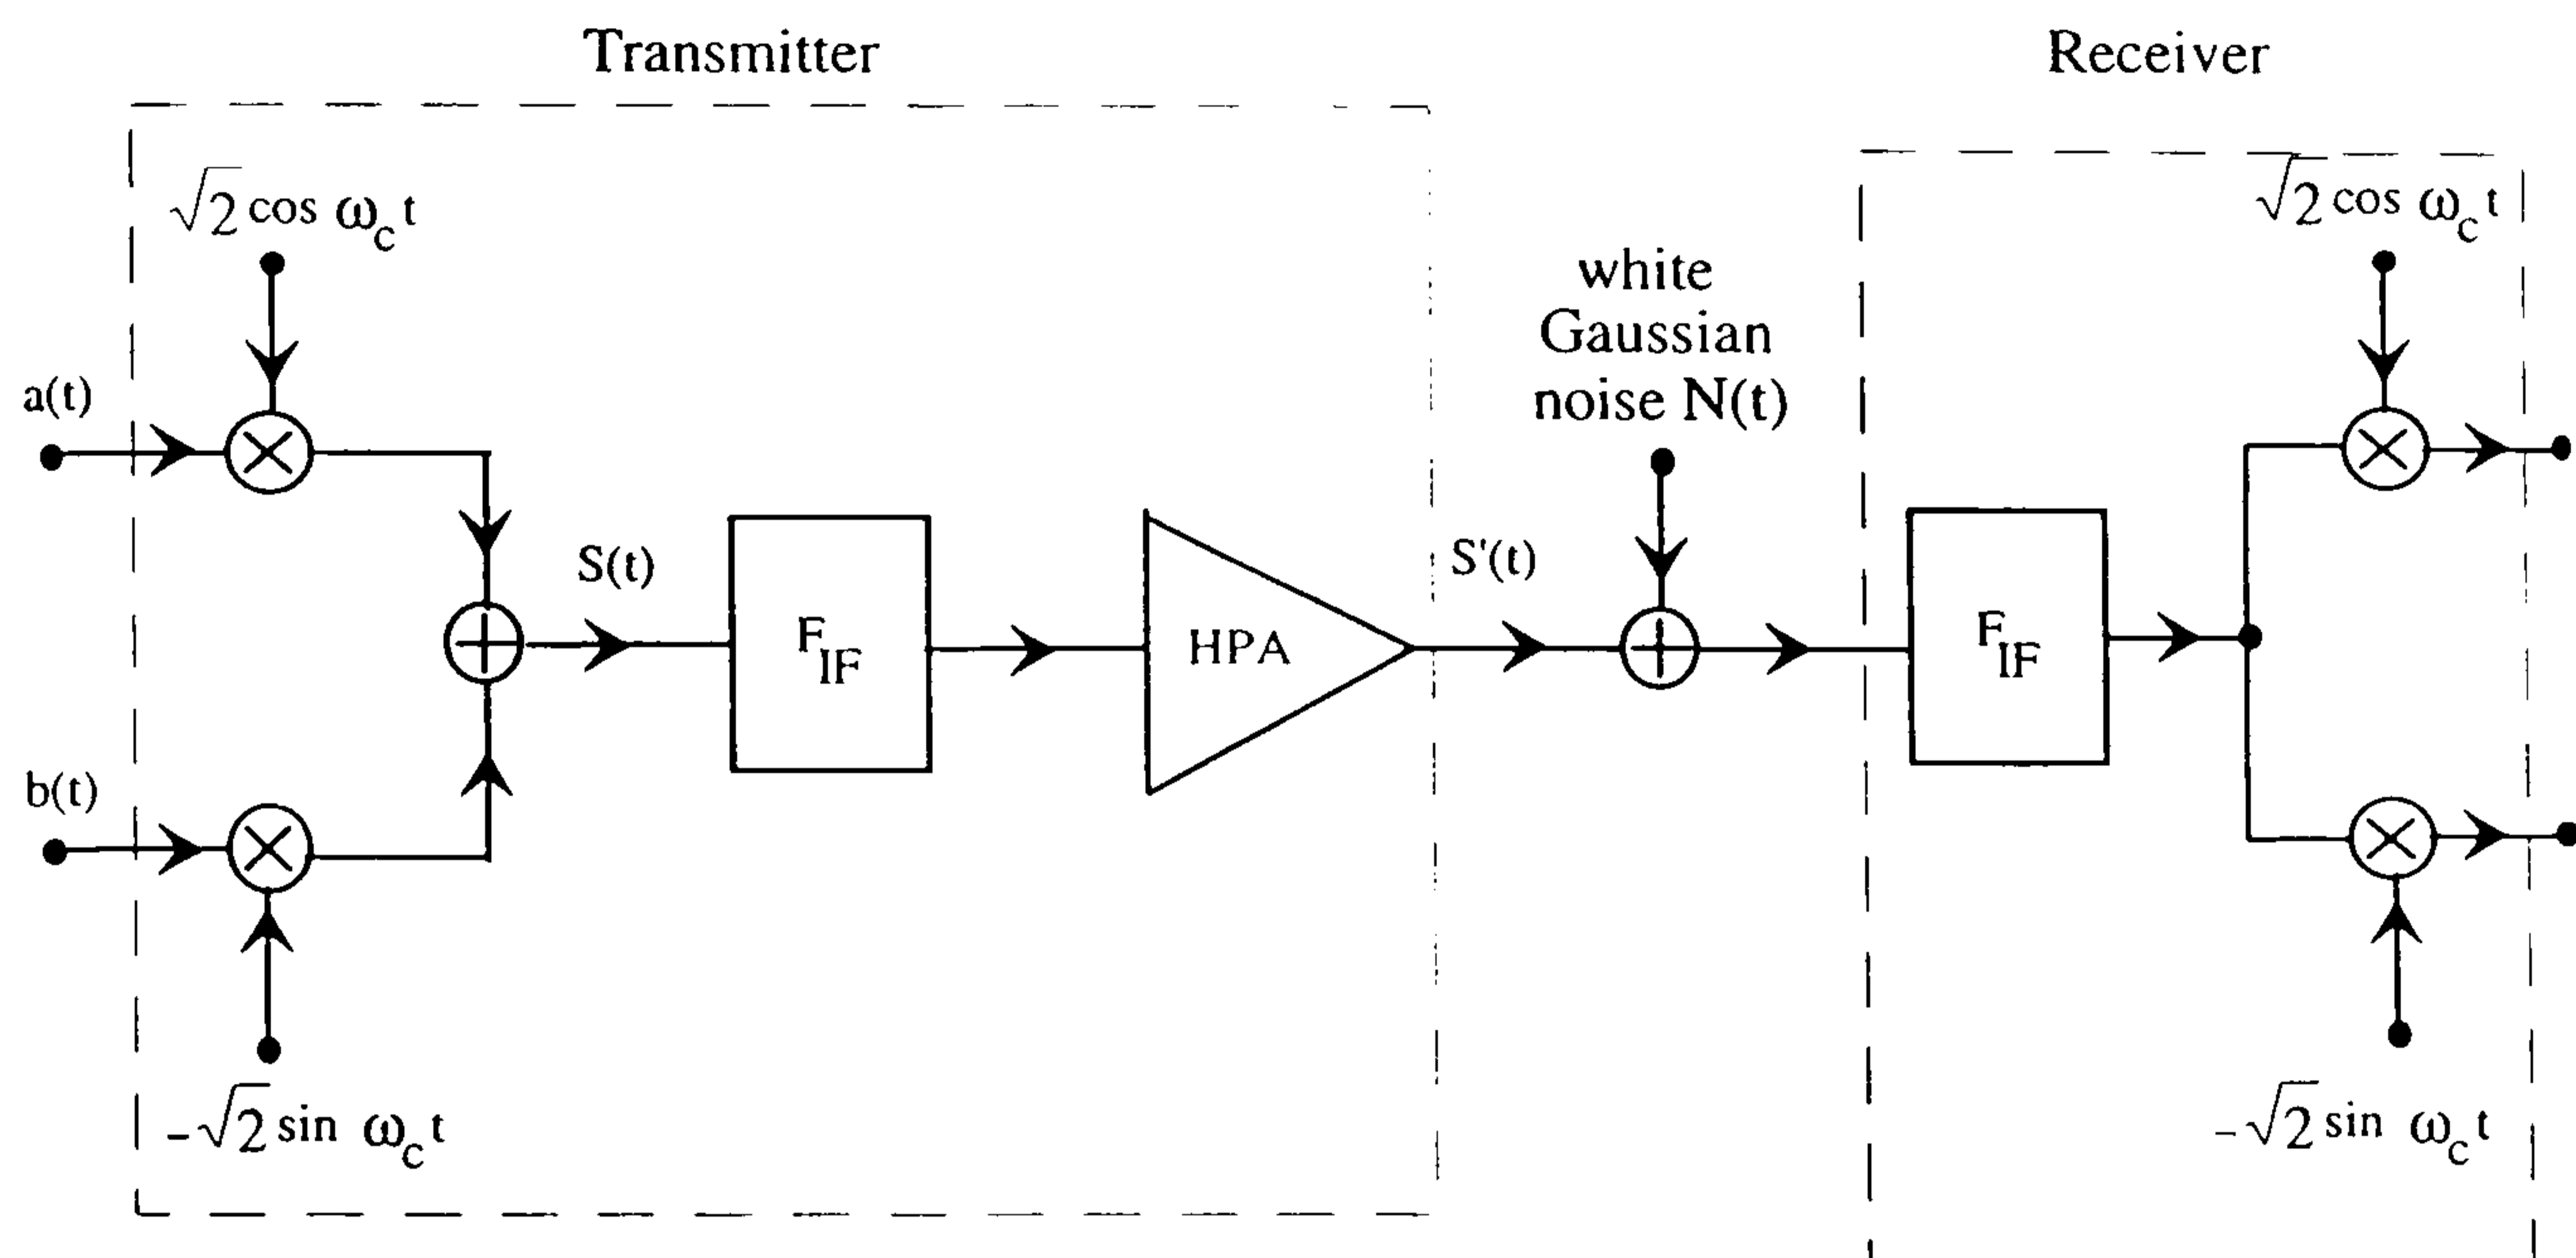 Transmitter
Receiver
√2 cos ω_c t
√2 cos ω_c t
white
Gaussian
noise N(t)
a(t)
S(t)
S'(t)
F_IF
HPA
F_IF
b(t)
-√2 sin ω_c t
-√2 sin ω_c t